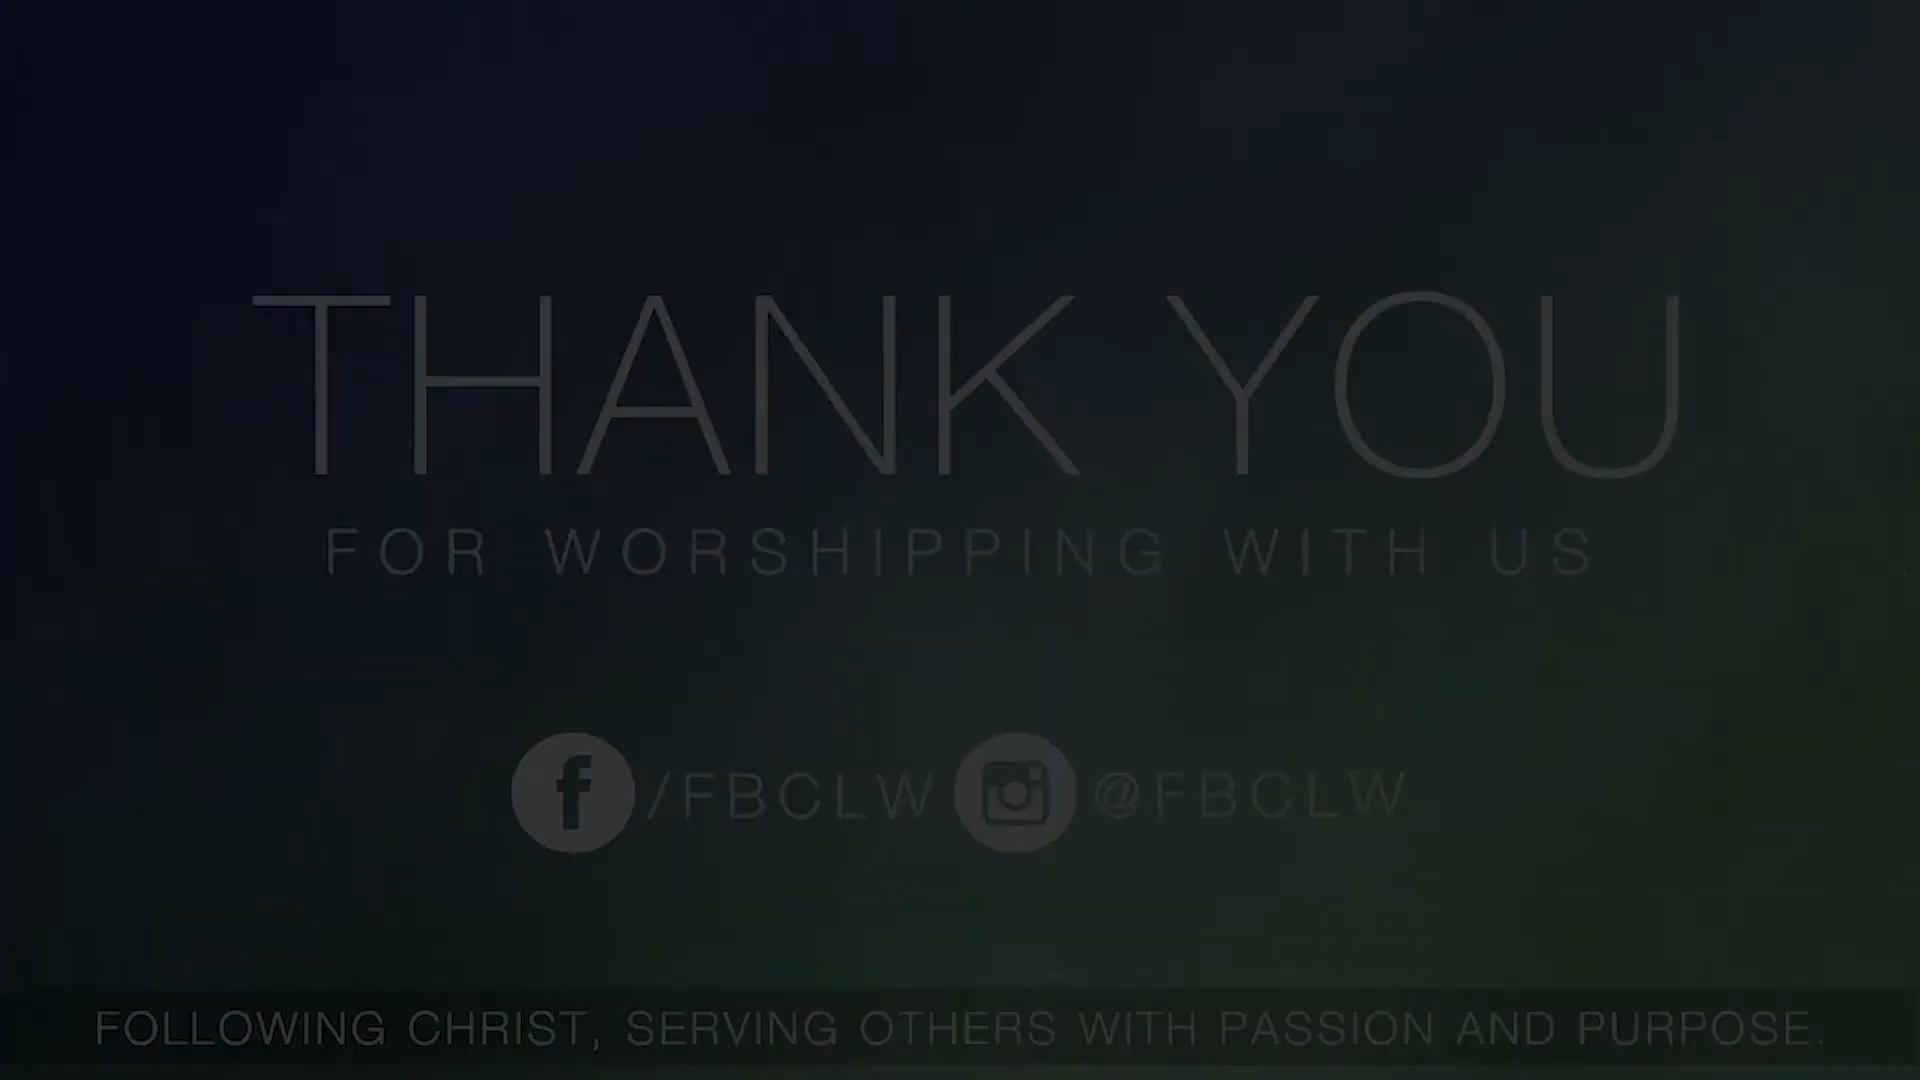 THANK YOU
FOR WORSHIPPING WITH US
/FBCLW @FBCLW
FOLLOWING CHRIST, SERVING OTHERS WITH PASSION AND PURPOSE.